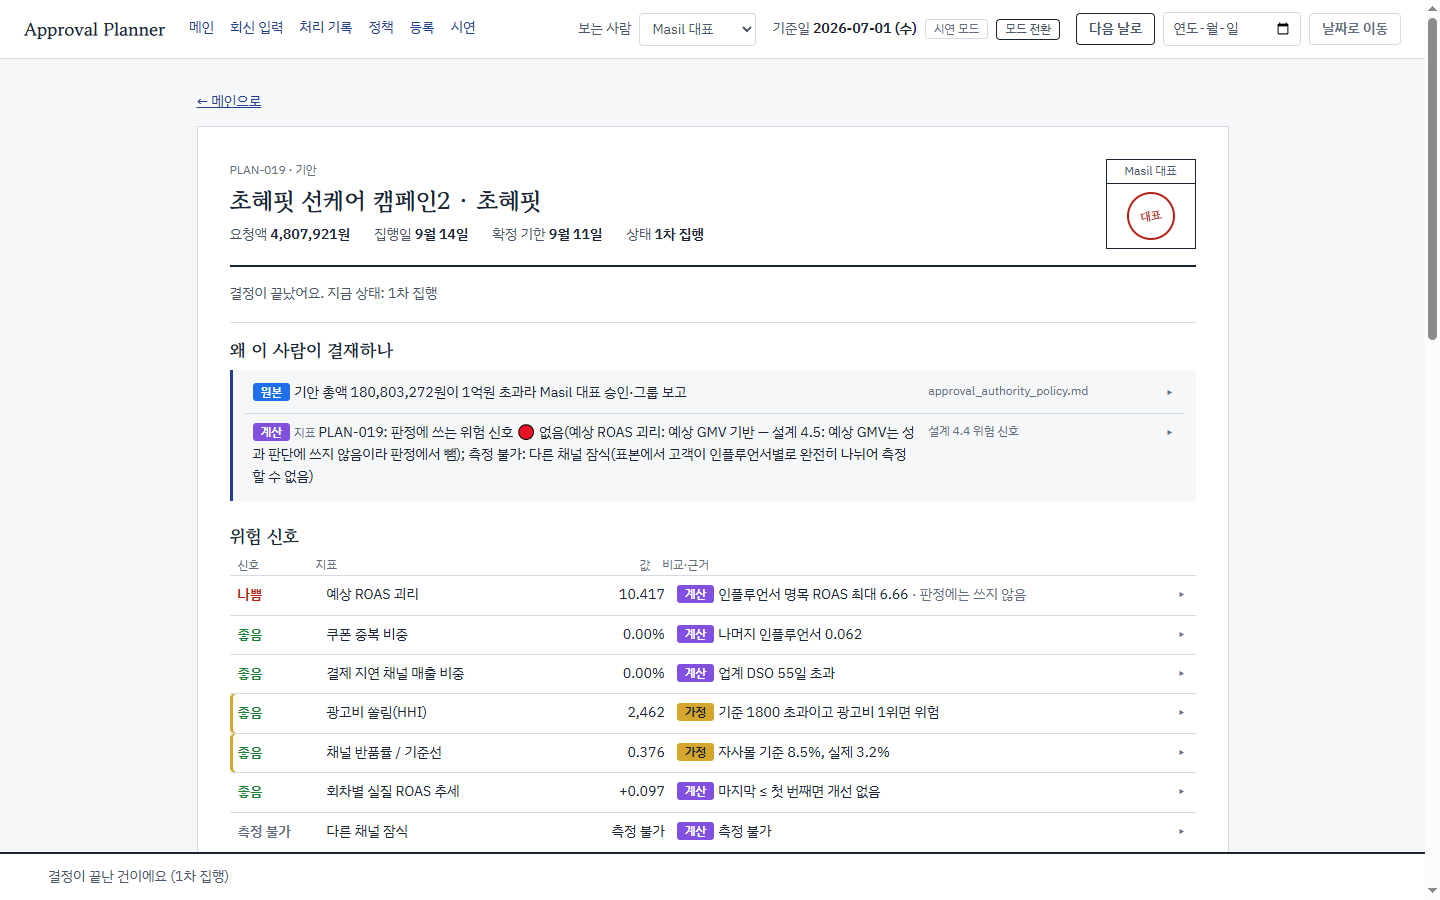 Approval Planner 메인 회신 입력 처리 기록 정책 등록 시연 보는 사람 Masil 대표 기준일 2026-07-01 (수) 시연 모드 모드 전환 다음 날로 연도-월-일 날짜로 이동
← 메인으로
PLAN-019 · 기안
초혜핏 선케어 캠페인2 · 초혜핏
요청액 4,807,921원 집행일 9월 14일 확정 기한 9월 11일 상태 1차 집행
Masil 대표
대표
결정이 끝났어요. 지금 상태: 1차 집행
왜 이 사람이 결재하나
원본 기안 총액 180,803,272원이 1억원 초과라 Masil 대표 승인·그룹 보고 approval_authority_policy.md
계산 지표 PLAN-019: 판정에 쓰는 위험 신호 🔴 없음(예상 ROAS 괴리: 예상 GMV 기반 — 설계 4.5: 예상 GMV는 성 설계 4.4 위험 신호
과 판단에 쓰지 않음이라 판정에서 뺌); 측정 불가: 다른 채널 잠식(표본에서 고객이 인플루언서별로 완전히 나뉘어 측정
할 수 없음)
위험 신호
신호 지표 값 비교·근거
나쁨 예상 ROAS 괴리 10.417 계산 인플루언서 명목 ROAS 최대 6.66 · 판정에는 쓰지 않음
좋음 쿠폰 중복 비중 0.00% 계산 나머지 인플루언서 0.062
좋음 결제 지연 채널 매출 비중 0.00% 계산 업계 DSO 55일 초과
좋음 광고비 쏠림(HHI) 2,462 가정 기준 1800 초과이고 광고비 1위면 위험
좋음 채널 반품률 / 기준선 0.376 가정 자사몰 기준 8.5%, 실제 3.2%
좋음 회차별 실질 ROAS 추세 +0.097 계산 마지막 ≤ 첫 번째면 개선 없음
측정 불가 다른 채널 잠식 측정 불가 계산 측정 불가
결정이 끝난 건이에요 (1차 집행)